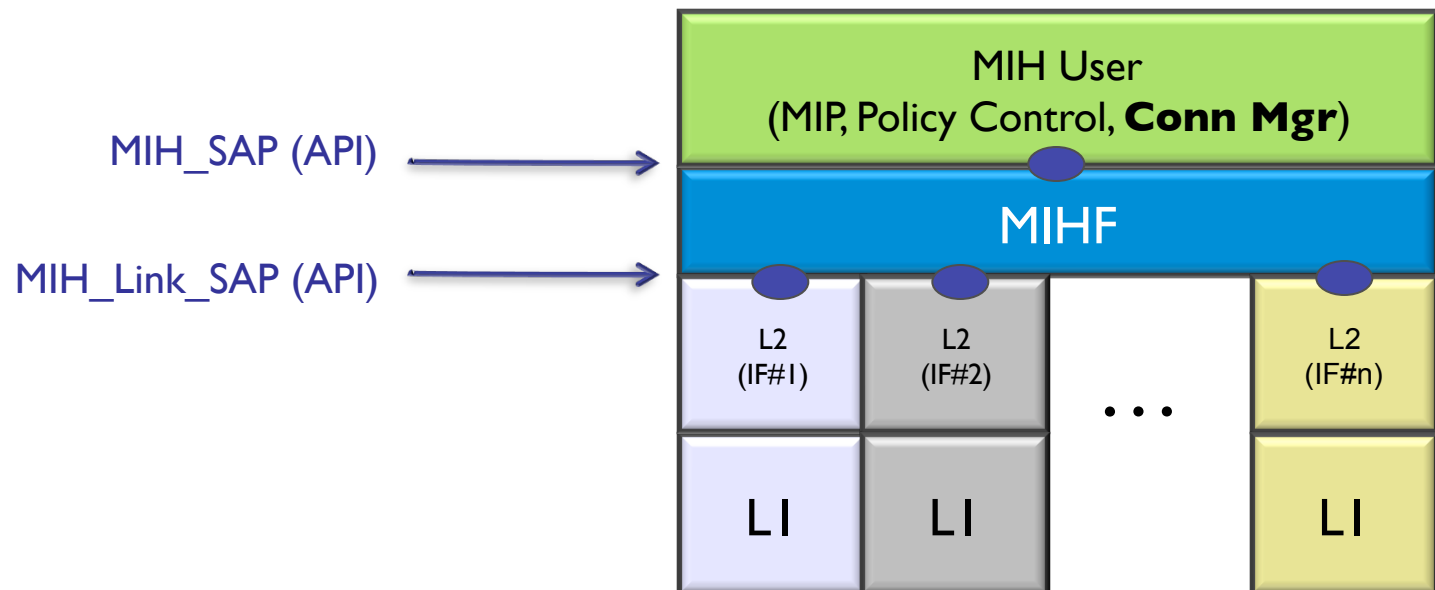 MIH User
(MIP, Policy Control, Conn Mgr)
MIH_SAP (API)
MIHF
MIH_Link_SAP (API)
L2
(IF#1)
L2
(IF#2)
...
L2
(IF#n)
L1
L1
L1